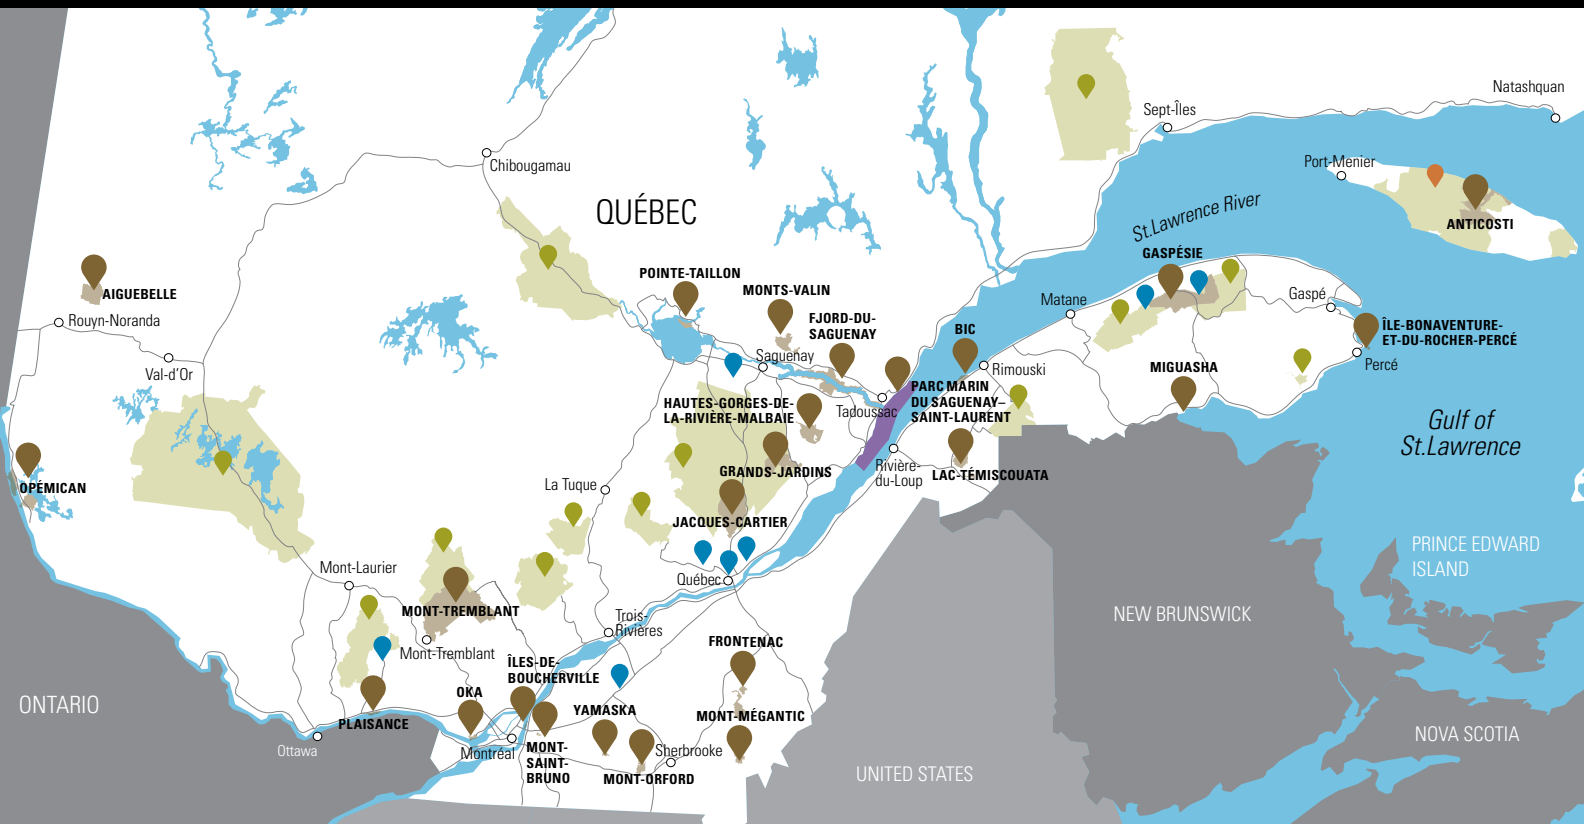 Natashquan
Sept-Îles
Port-Menier
Chibougamau
QUÉBEC
St.Lawrence River
ANTICOSTI
GASPÉSIE
POINTE-TAILLON
MONTS-VALIN
AIGUEBELLE
Matane
Gaspé
Rouyn-Noranda
FJORD-DU-
SAGUENAY
BIC
ÎLE-BONAVENTURE-
ET-DU-ROCHER-PERCÉ
Saguenay
Percé
Val-d'Or
Rimouski
MIGUASHA
PARC MARIN
DU SAGUENAY–
SAINT-LAURENT
HAUTES-GORGES-DE-
LA-RIVIÈRE-MALBAIE
Tadoussac
Gulf of
St.Lawrence
GRANDS-JARDINS
Rivière-
du-Loup
LAC-TÉMISCOUATA
OPÉMICAN
La Tuque
JACQUES-CARTIER
PRINCE EDWARD
ISLAND
Mont-Laurier
Québec
MONT-TREMBLANT
NEW BRUNSWICK
Trois-
Rivières
Mont-Tremblant
FRONTENAC
ÎLES-DE-
BOUCHERVILLE
OKA
ONTARIO
PLAISANCE
YAMASKA
MONT-MÉGANTIC
NOVA SCOTIA
Ottawa
Montréal
MONT-
SAINT-
BRUNO
Sherbrooke
MONT-ORFORD
UNITED STATES